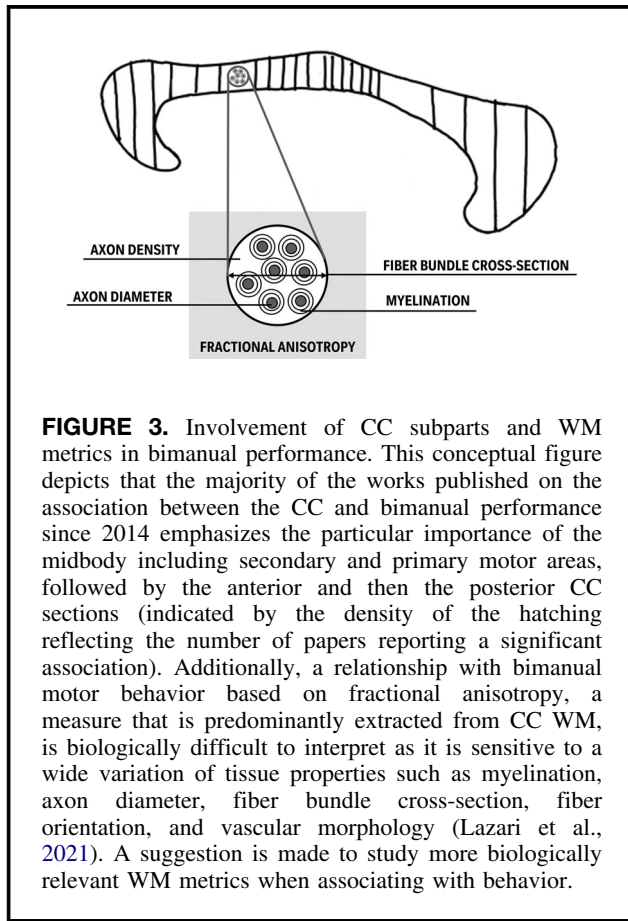 AXON DENSITY
FIBER BUNDLE CROSS-SECTION
AXON DIAMETER
MYELINATION
FRACTIONAL ANISOTROPY
FIGURE 3. Involvement of CC subparts and WM
metrics in bimanual performance. This conceptual figure
depicts that the majority of the works published on the
association between the CC and bimanual performance
since 2014 emphasizes the particular importance of the
midbody including secondary and primary motor areas,
followed by the anterior and then the posterior CC
sections (indicated by the density of the hatching
reflecting the number of papers reporting a significant
association). Additionally, a relationship with bimanual
motor behavior based on fractional anisotropy, a
measure that is predominantly extracted from CC WM,
is biologically difficult to interpret as it is sensitive to a
wide variation of tissue properties such as myelination,
axon diameter, fiber bundle cross-section, fiber
orientation, and vascular morphology (Lazari et al.,
2021). A suggestion is made to study more biologically
relevant WM metrics when associating with behavior.